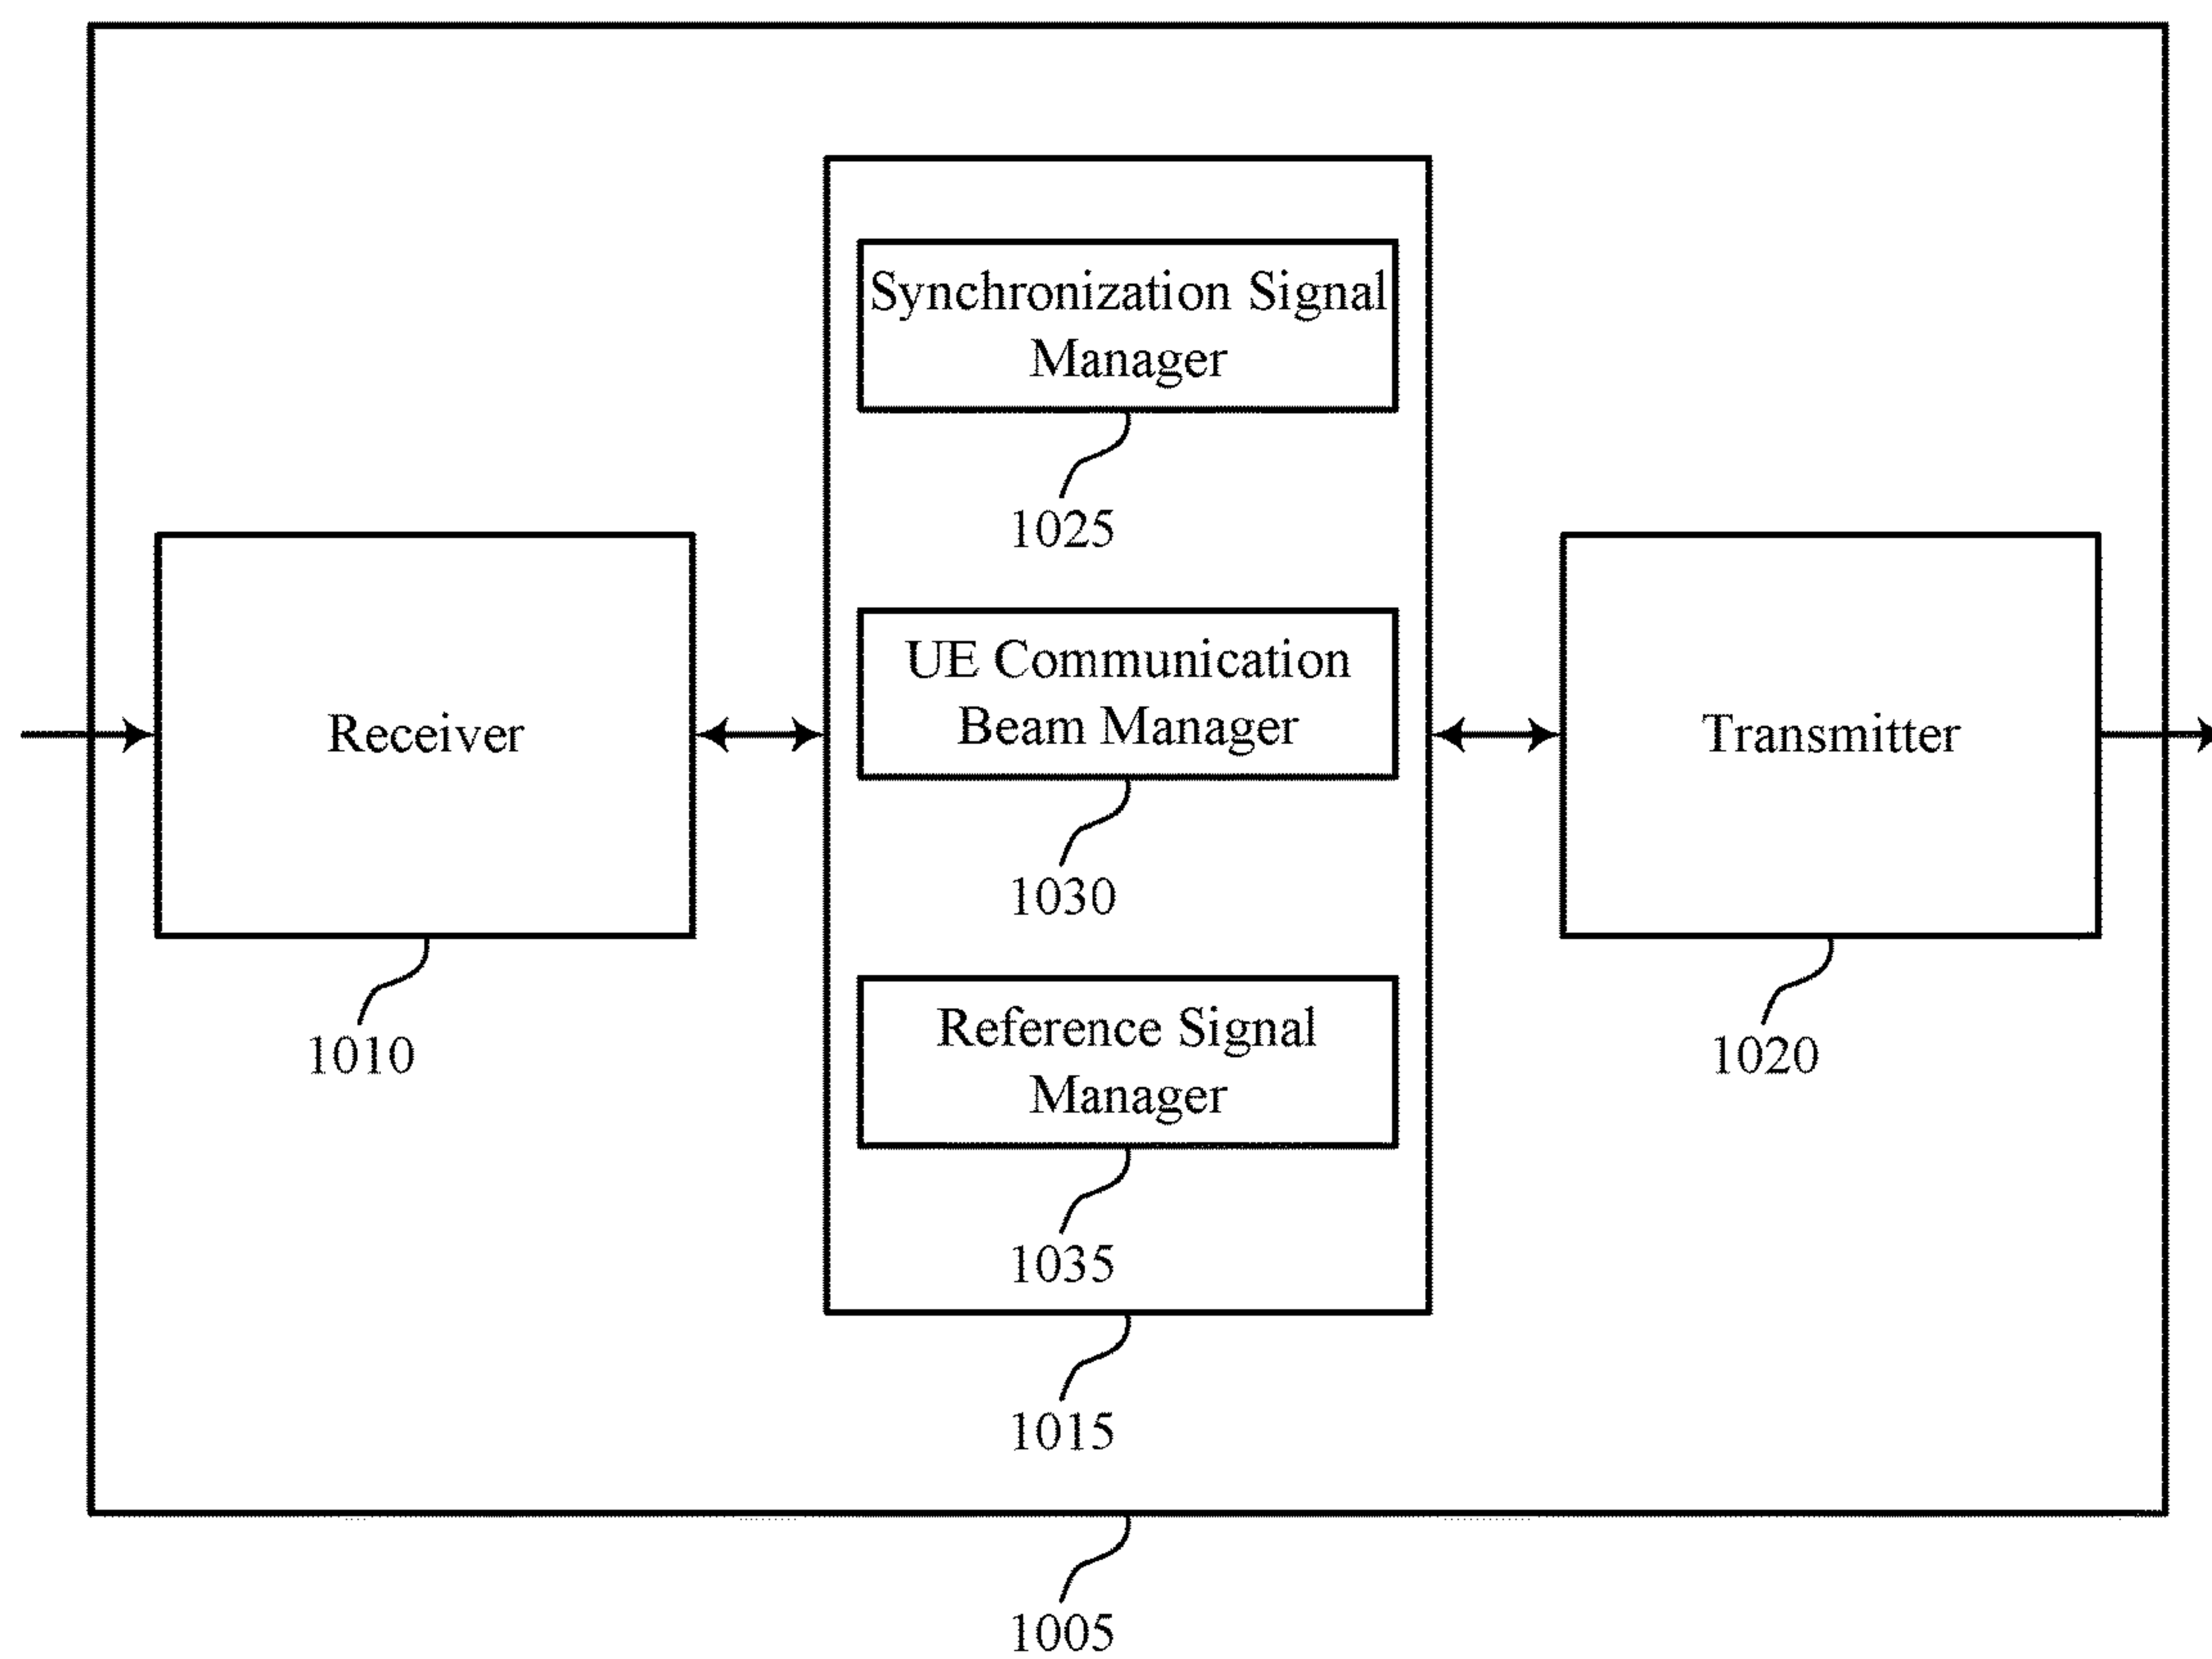 Synchronization Signal
Manager
1025
Receiver
1010
UE Communication
Beam Manager
1030
Transmitter
1020
Reference Signal
Manager
1035
1015
1005